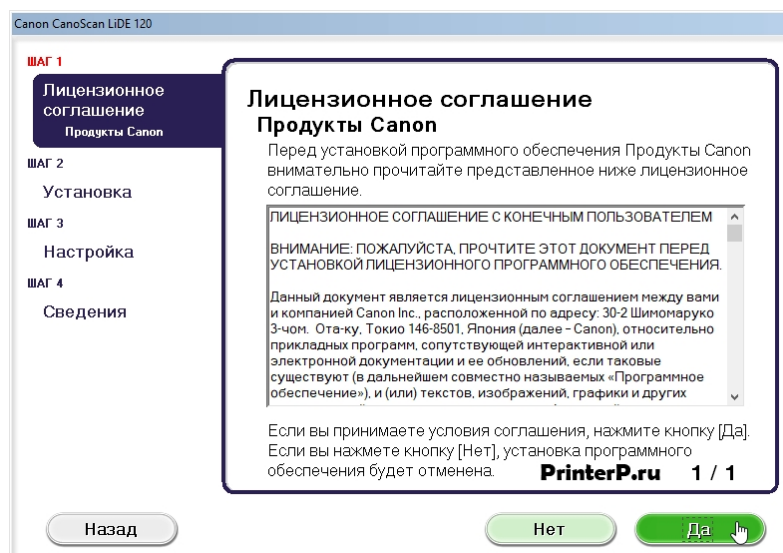 Canon CanoScan LiDE 120
ШАГ 1
Лицензионное
соглашение
Продукты Canon
ШАГ 2
Установка
ШАГ 3
Настройка
ШАГ 4
Сведения
Лицензионное соглашение
Продукты Canon
Перед установкой программного обеспечения Продукты Canon
внимательно прочитайте представленное ниже лицензионное
соглашение.
ЛИЦЕНЗИОННОЕ СОГЛАШЕНИЕ С КОНЕЧНЫМ ПОЛЬЗОВАТЕЛЕМ
ВНИМАНИЕ: ПОЖАЛУЙСТА, ПРОЧТИТЕ ЭТОТ ДОКУМЕНТ ПЕРЕД
УСТАНОВКОЙ ЛИЦЕНЗИОННОГО ПРОГРАММНОГО ОБЕСПЕЧЕНИЯ.
Данный документ является лицензионным соглашением между вами
и компанией Canon Inc., расположенной по адресу: 30-2 Шимомаруко
3-чом. Ота-ку, Токио 146-8501, Япония (далее – Canon), относительно
прикладных программ, сопутствующей интерактивной или
электронной документации и ее обновлений, если таковые
существуют (в дальнейшем совместно называемых «Программное
обеспечение»), и (или) текстов, изображений, графики и других
Если вы принимаете условия соглашения, нажмите кнопку [Да].
Если вы нажмете кнопку [Нет], установка программного
обеспечения будет отменена.
PrinterP.ru
1 / 1
Назад
Нет
Да